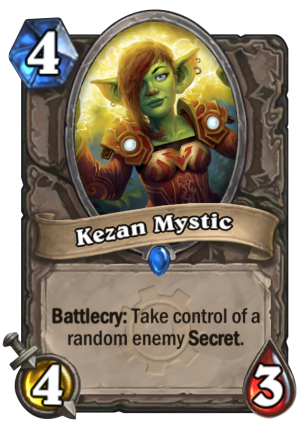 4
Kezan Mystic
Battlecry: Take control of a
random enemy Secret.
4
3